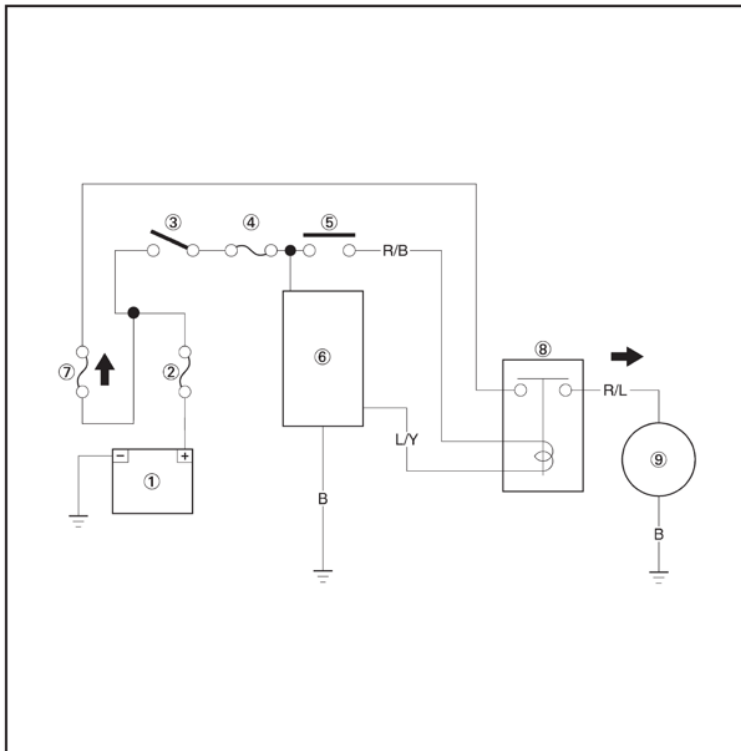 ③ ④ ⑤
R/B
⑧
⑦ ② ⑥
R/L
L/Y
− + ①
⑨
B
B